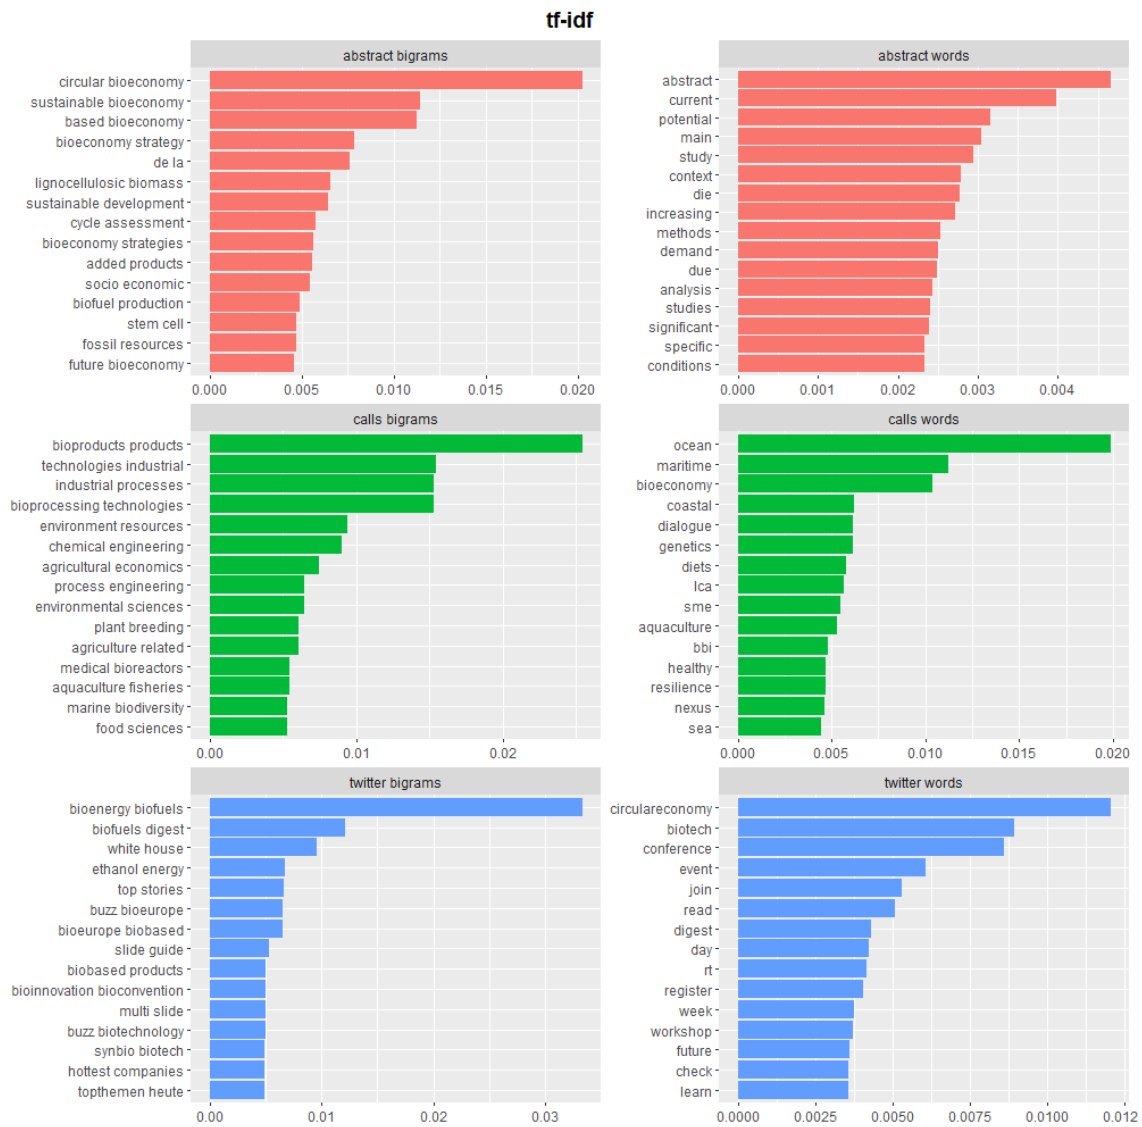 tf-idf
abstract bigrams
circular bioeconomy
sustainable bioeconomy
based bioeconomy
bioeconomy strategy
de la
lignocellulosic biomass
sustainable development
cycle assessment
bioeconomy strategies
added products
socio economic
biofuel production
stem cell
fossil resources
future bioeconomy
0.000 0.005 0.010 0.015 0.020
abstract words
abstract
current
potential
main
study
context
die
increasing
methods
demand
due
analysis
studies
significant
specific
conditions
0.000 0.001 0.002 0.003 0.004
calls bigrams
bioproducts products
technologies industrial
industrial processes
bioprocessing technologies
environment resources
chemical engineering
agricultural economics
process engineering
environmental sciences
plant breeding
agriculture related
medical bioreactors
aquaculture fisheries
marine biodiversity
food sciences
0.00 0.01 0.02
calls words
ocean
maritime
bioeconomy
coastal
dialogue
genetics
diets
lca
sme
aquaculture
bbi
healthy
resilience
nexus
sea
0.000 0.005 0.010 0.015 0.020
twitter bigrams
bioenergy biofuels
biofuels digest
white house
ethanol energy
top stories
buzz bioeurope
bioeurope biobased
slide guide
biobased products
bioinnovation bioconvention
multi slide
buzz biotechnology
synbio biotech
hottest companies
topthemen heute
0.00 0.01 0.02 0.03
twitter words
circulareconomy
biotech
conference
event
join
read
digest
day
rt
register
week
workshop
future
check
learn
0.0000 0.0025 0.0050 0.0075 0.0100 0.012